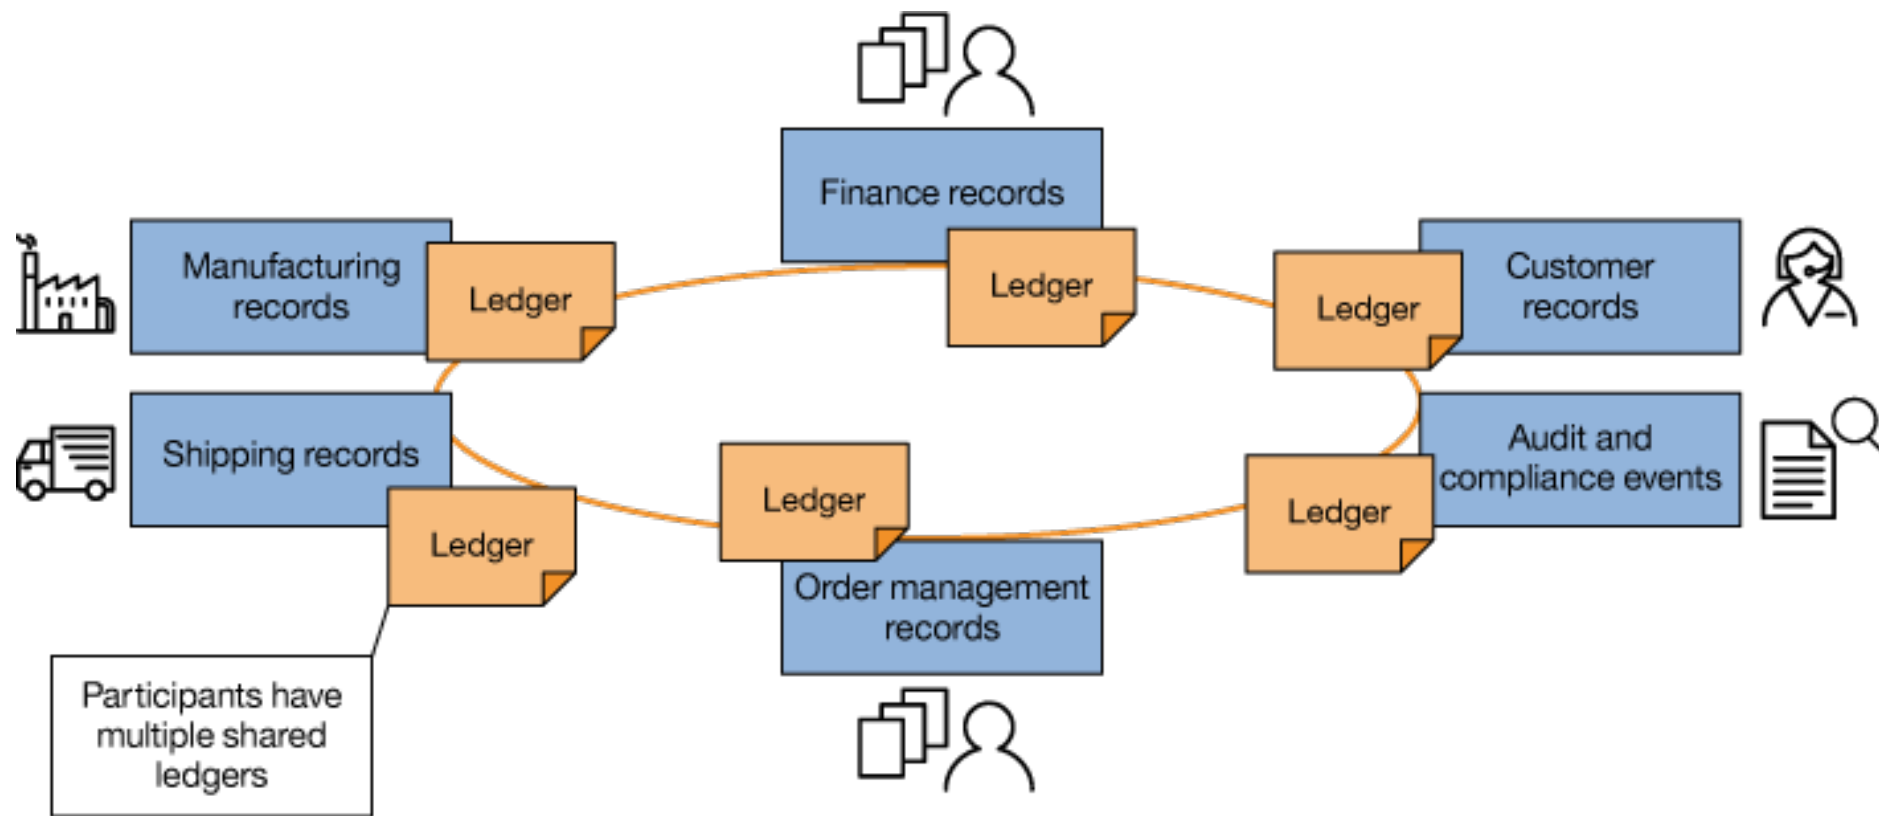 Finance records
Ledger
Manufacturing
records
Ledger
Customer
records
Ledger
Shipping records
Ledger
Audit and
compliance events
Ledger
Ledger
Order management
records
Participants have
multiple shared
ledgers